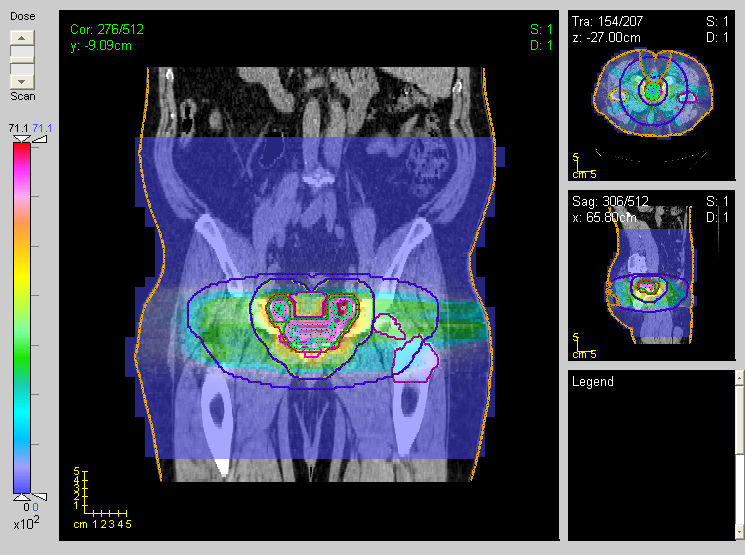 Dose
Scan
71.1 71.1
0 0
x10²
Cor: 276/512
y: -9.09cm
S: 1
D: 1
5
4
3
2
1
cm 1 2 3 4 5
Tra: 154/207
z: -27.00cm
S: 1
D: 1
5
cm 5
Sag: 306/512
x: 65.80cm
S: 1
D: 1
5
cm 5
Legend